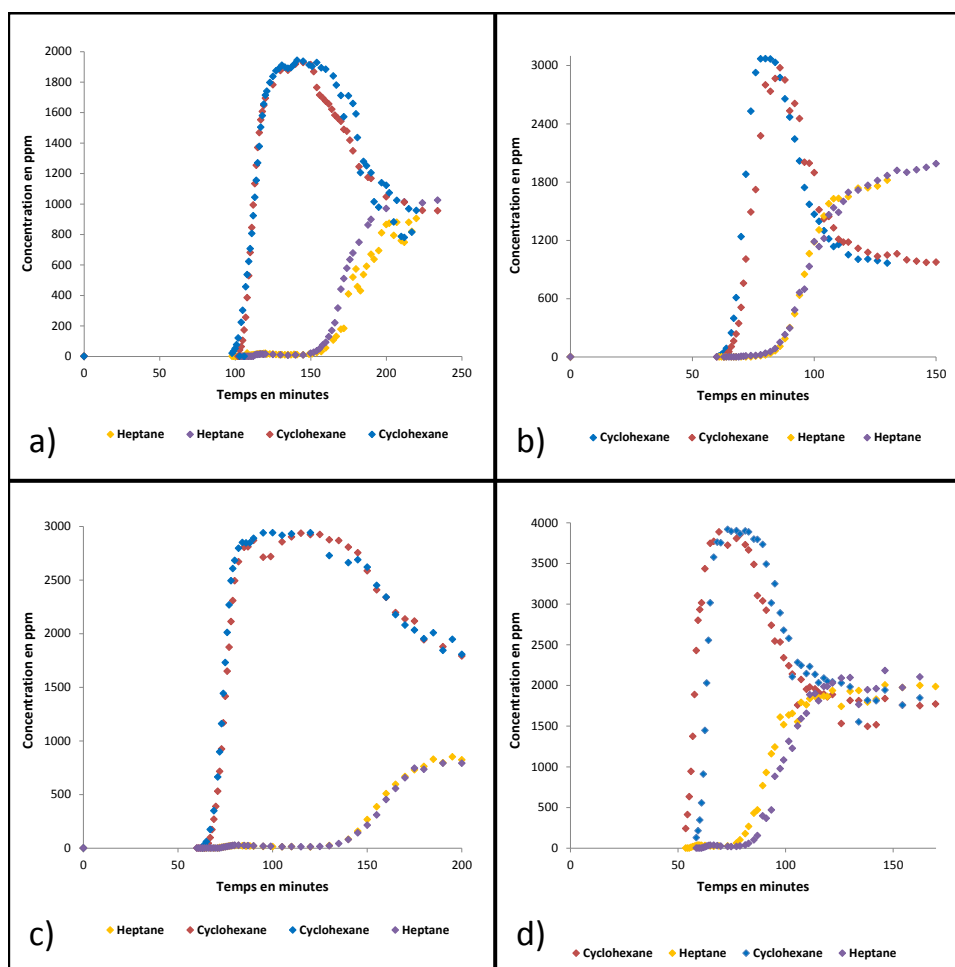 Concentration en ppm
2000
1800
1600
1400
1200
1000
800
600
400
200
0
0 50 100 150 200 250
Temps en minutes
a)
Heptane Heptane Cyclohexane Cyclohexane
Concentration en ppm
3000
2400
1800
1200
600
0
0 50 100 150
Temps en minutes
b)
Cyclohexane Cyclohexane Heptane Heptane
Concentration en ppm
3000
2500
2000
1500
1000
500
0
0 50 100 150 200
Temps en minutes
c)
Heptane Cyclohexane Cyclohexane Heptane
Concentration en ppm
4000
3500
3000
2500
2000
1500
1000
500
0
0 50 100 150
Temps en minutes
d)
Cyclohexane Heptane Cyclohexane Heptane